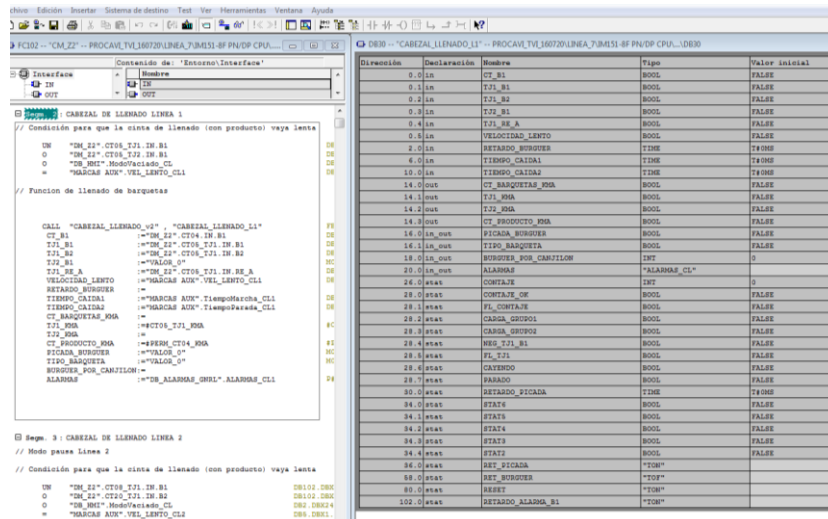 chivo Edición Insertar Sistema de destino Test Ver Herramientas Ventana Ayuda
FC102 -- "CM_Z2" -- PROCAVI_TVI_160720\LINEA_7\IM151-8F PN/DP CPU\...
Contenido de: 'Entorno\Interface'
Interface
IN
OUT
Nombre
IN
OUT
Segm. 2 : CABEZAL DE LLENADO LINEA 1
// Condición para que la cinta de llenado (con producto) vaya lenta
UN "DM_Z2".CT05_TJ1.IN.B1
O "DM_Z2".CT05_TJ1.IN.B2
O "DB_HMI".ModoVaciado_CL
= "MARCAS AUX".VEL_LENTO_CL1
// Funcion de llenado de barquetas
CALL "CABEZAL_LLENADO_v2" , "CABEZAL_LLENADO_L1"
CT_B1 :="DM_Z2".CT04.IN.B1
TJ1_B1 :="DM_Z2".CT05_TJ1.IN.B1
TJ1_B2 :="DM_Z2".CT05_TJ1.IN.B2
TJ2_B1 :="VALOR_0"
TJ1_RE_A :="DM_Z2".CT05_TJ1.IN.RE_A
VELOCIDAD_LENTO :="MARCAS AUX".VEL_LENTO_CL1
RETARDO_BURGUER :=
TIEMPO_CAIDA1 :="MARCAS AUX".TiempoMarcha_CL1
TIEMPO_CAIDA2 :="MARCAS AUX".TiempoParada_CL1
CT_BARQUETAS_KMA :=
TJ1_KMA :=#CT05_TJ1_KMA
TJ2_KMA :=
CT_PRODUCTO_KMA :=#PERM_CT04_KMA
PICADA_BURGUER :="VALOR_0"
TIPO_BARQUETA :="VALOR_0"
BURGUER_POR_CANJILON:=
ALARMAS :="DB_ALARMAS_GNRL".ALARMAS_CL1
Segm. 3 : CABEZAL DE LLENADO LINEA 2
// Modo pausa Linea 2
// Condición para que la cinta de llenado (con producto) vaya lenta
UN "DM_Z2".CT08_TJ1.IN.B1 DB102.DBX
O "DM_Z2".CT20_TJ1.IN.B2 DB102.DBX
O "DB_HMI".ModoVaciado_CL DB2.DBX24
= "MARCAS AUX".VEL_LENTO_CL2 DB5.DBX1.
DB30 -- "CABEZAL_LLENADO_L1" -- PROCAVI_TVI_160720\LINEA_7\IM151-8F PN/DP CPU\...\DB30
Dirección Declaración Nombre Tipo Valor inicial
0.0 in CT_B1 BOOL FALSE
0.1 in TJ1_B1 BOOL FALSE
0.2 in TJ1_B2 BOOL FALSE
0.3 in TJ2_B1 BOOL FALSE
0.4 in TJ1_RE_A BOOL FALSE
0.5 in VELOCIDAD_LENTO BOOL FALSE
2.0 in RETARDO_BURGUER TIME T#0MS
6.0 in TIEMPO_CAIDA1 TIME T#0MS
10.0 in TIEMPO_CAIDA2 TIME T#0MS
14.0 out CT_BARQUETAS_KMA BOOL FALSE
14.1 out TJ1_KMA BOOL FALSE
14.2 out TJ2_KMA BOOL FALSE
14.3 out CT_PRODUCTO_KMA BOOL FALSE
16.0 in_out PICADA_BURGUER BOOL FALSE
16.1 in_out TIPO_BARQUETA BOOL FALSE
18.0 in_out BURGUER_POR_CANJILON INT 0
20.0 in_out ALARMAS "ALARMAS_CL"
26.0 stat CONTAJE INT 0
28.0 stat CONTAJE_OK BOOL FALSE
28.1 stat FL_CONTAJE BOOL FALSE
28.2 stat CARGA_GRUPO1 BOOL FALSE
28.3 stat CARGA_GRUPO2 BOOL FALSE
28.4 stat NEG_TJ1_B1 BOOL FALSE
28.5 stat FL_TJ1 BOOL FALSE
28.6 stat CAYENDO BOOL FALSE
28.7 stat PARADO BOOL FALSE
30.0 stat RETARDO_PICADA TIME T#0MS
34.0 stat STAT6 BOOL FALSE
34.1 stat STAT5 BOOL FALSE
34.2 stat STAT4 BOOL FALSE
34.3 stat STAT3 BOOL FALSE
34.4 stat STAT2 BOOL FALSE
36.0 stat RET_PICADA "TON"
58.0 stat RET_BURGUER "TOF"
80.0 stat RESET "TON"
102.0 stat RETARDO_ALARMA_B1 "TON"